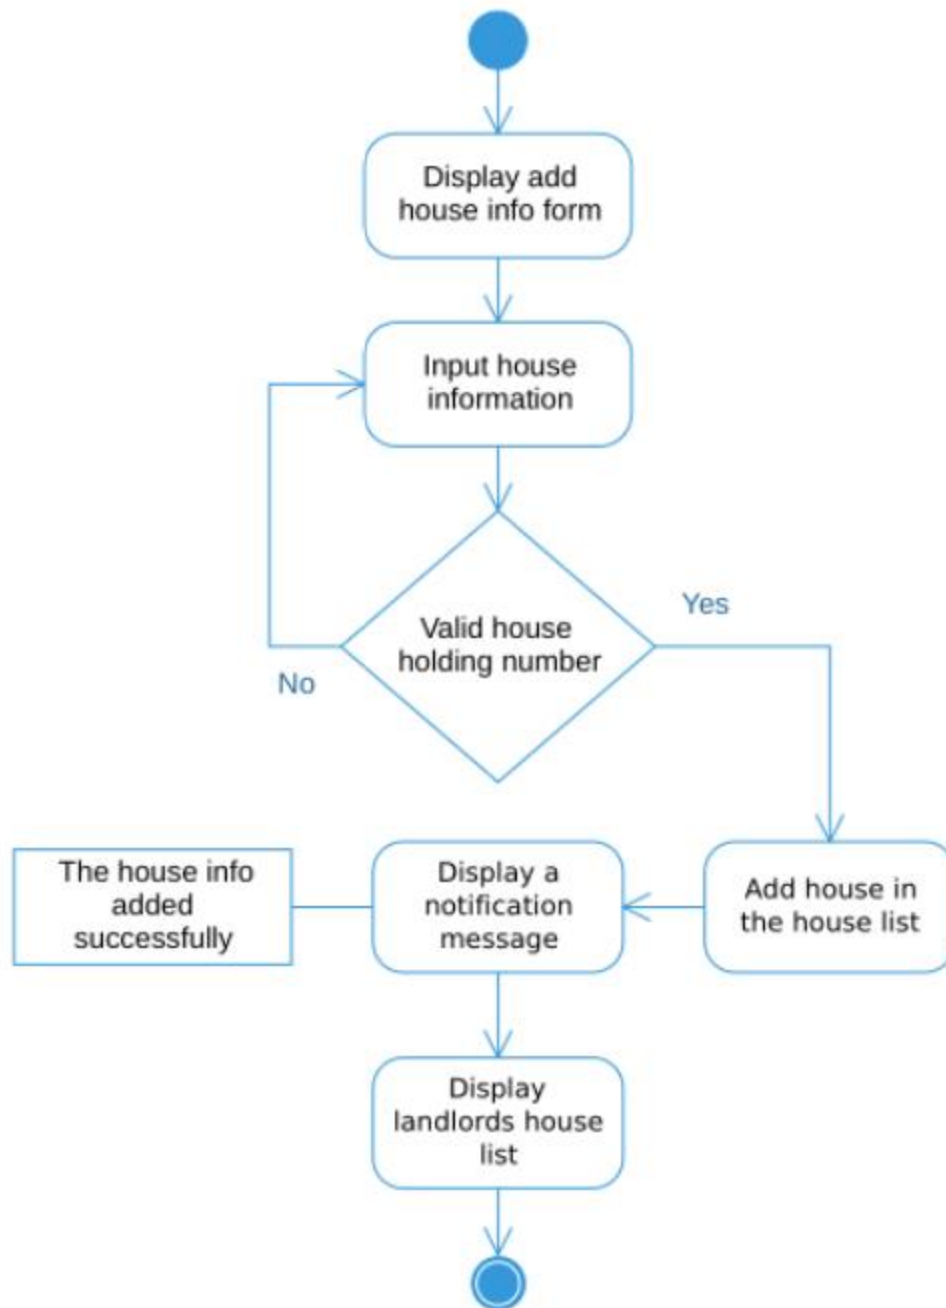 Display add
house info form
Input house
information
Valid house
holding number
Yes
No
The house info
added
successfully
Display a
notification
message
Add house in
the house list
Display
landlords house
list